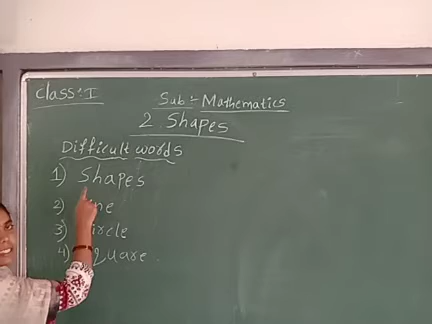 Class:-I
Sub:- Mathematics
2. Shapes
Difficult words
1) Shapes
2)
3)
4)